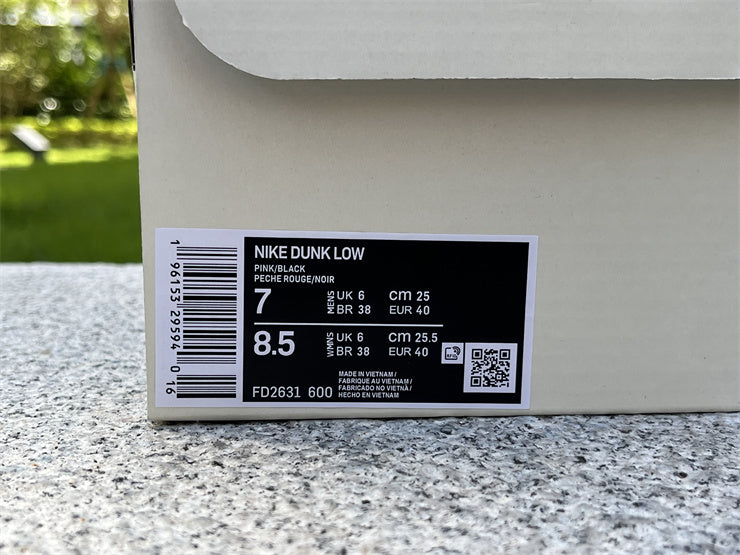 NIKE DUNK LOW
PINK/BLACK
PECHE ROUGE/NOIR
7 MENS UK 6 cm 25
BR 38 EUR 40
8.5 WMNS UK 6 cm 25.5
BR 38 EUR 40
RFID
MADE IN VIETNAM /
FABRIQUE AU VIETNAM /
FABRICADO NO VIETNÃ /
HECHO EN VIETNAM
FD2631 600
1 96153 29594 016